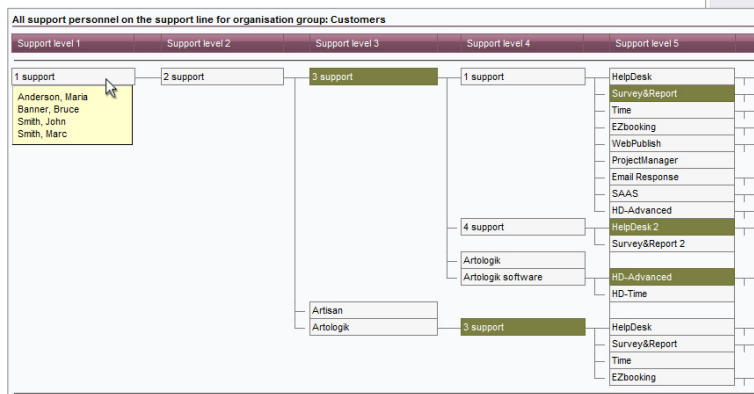 All support personnel on the support line for organisation group: Customers
Support level 1 Support level 2 Support level 3 Support level 4 Support level 5
1 support 2 support 3 support 1 support HelpDesk
Anderson, Maria Survey&Report
Banner, Bruce Time
Smith, John EZbooking
Smith, Marc WebPublish
ProjectManager
Email Response
SAAS
HD-Advanced
4 support HelpDesk 2
Survey&Report 2
Artologik
Artologik software HD-Advanced
HD-Time
Artisan
Artologik 3 support HelpDesk
Survey&Report
Time
EZbooking